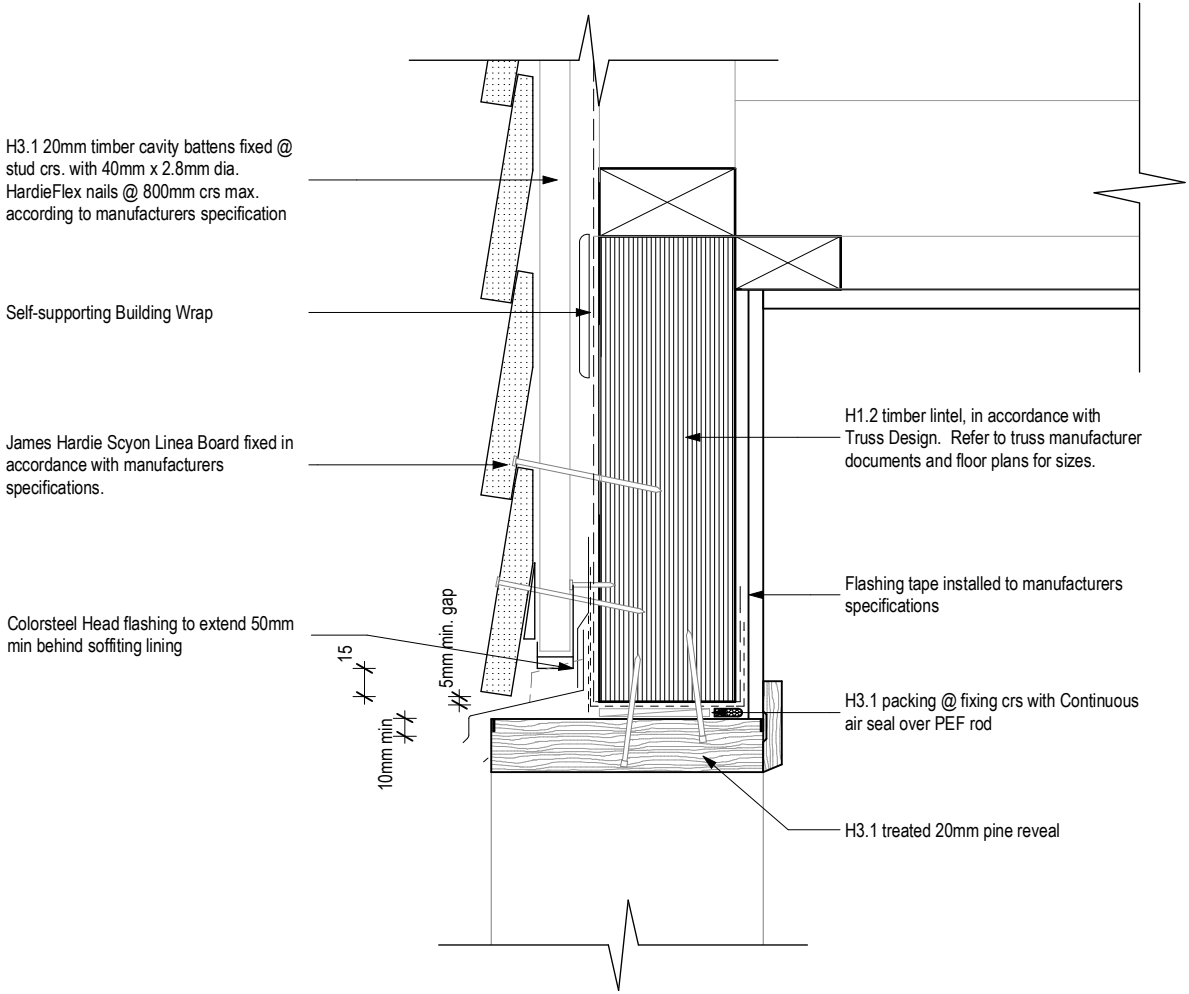 H3.1 20mm timber cavity battens fixed @
stud crs. with 40mm x 2.8mm dia.
HardieFlex nails @ 800mm crs max.
according to manufacturers specification
Self-supporting Building Wrap
James Hardie Scyon Linea Board fixed in
accordance with manufacturers
specifications.
Colorsteel Head flashing to extend 50mm
min behind soffiting lining
15
5mm min. gap
10mm min
H1.2 timber lintel, in accordance with
Truss Design. Refer to truss manufacturer
documents and floor plans for sizes.
Flashing tape installed to manufacturers
specifications
H3.1 packing @ fixing crs with Continuous
air seal over PEF rod
H3.1 treated 20mm pine reveal